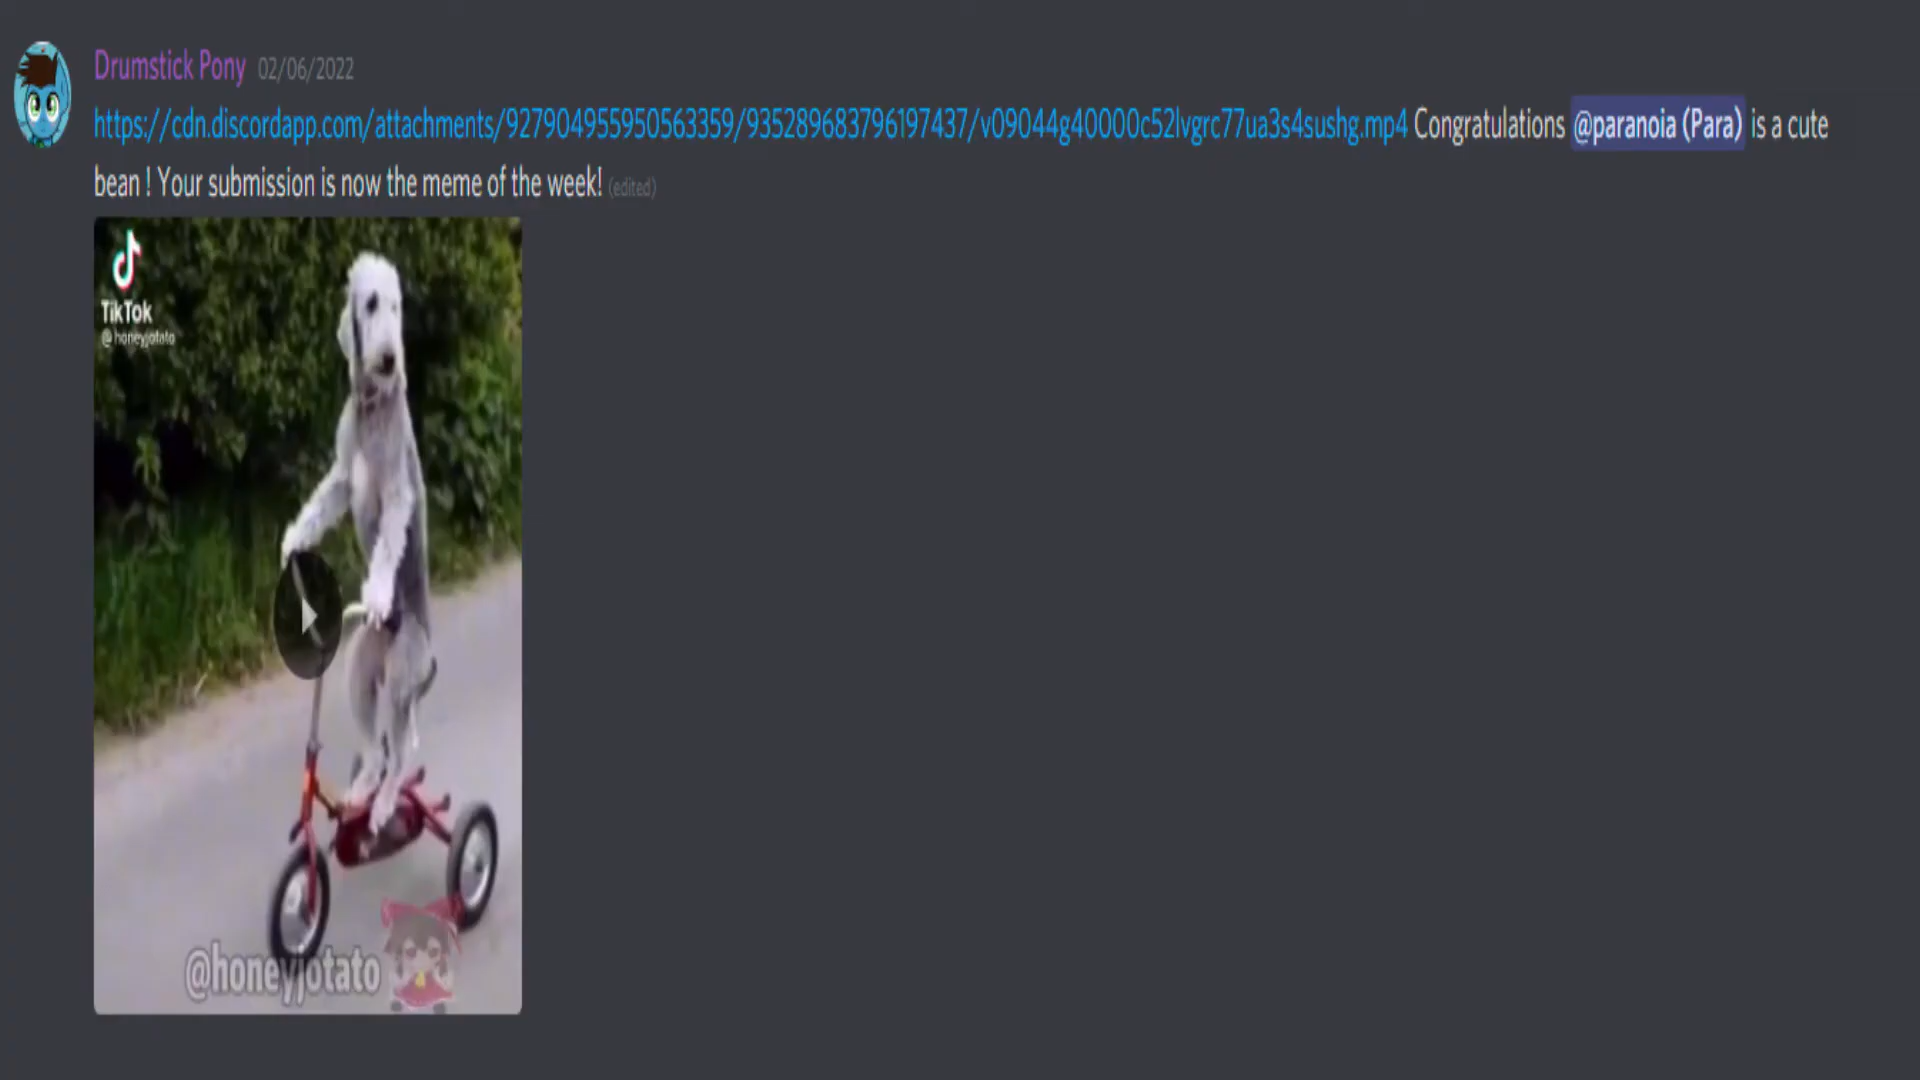 Drumstick Pony 02/06/2022
https://cdn.discordapp.com/attachments/927904955950563359/935289683796197437/v09044g40000c52lvgrc77ua3s4sushg.mp4 Congratulations @paranoia (Para) is a cute
bean ! Your submission is now the meme of the week! (edited)
TikTok
@honeyjotato
@honeyjotato